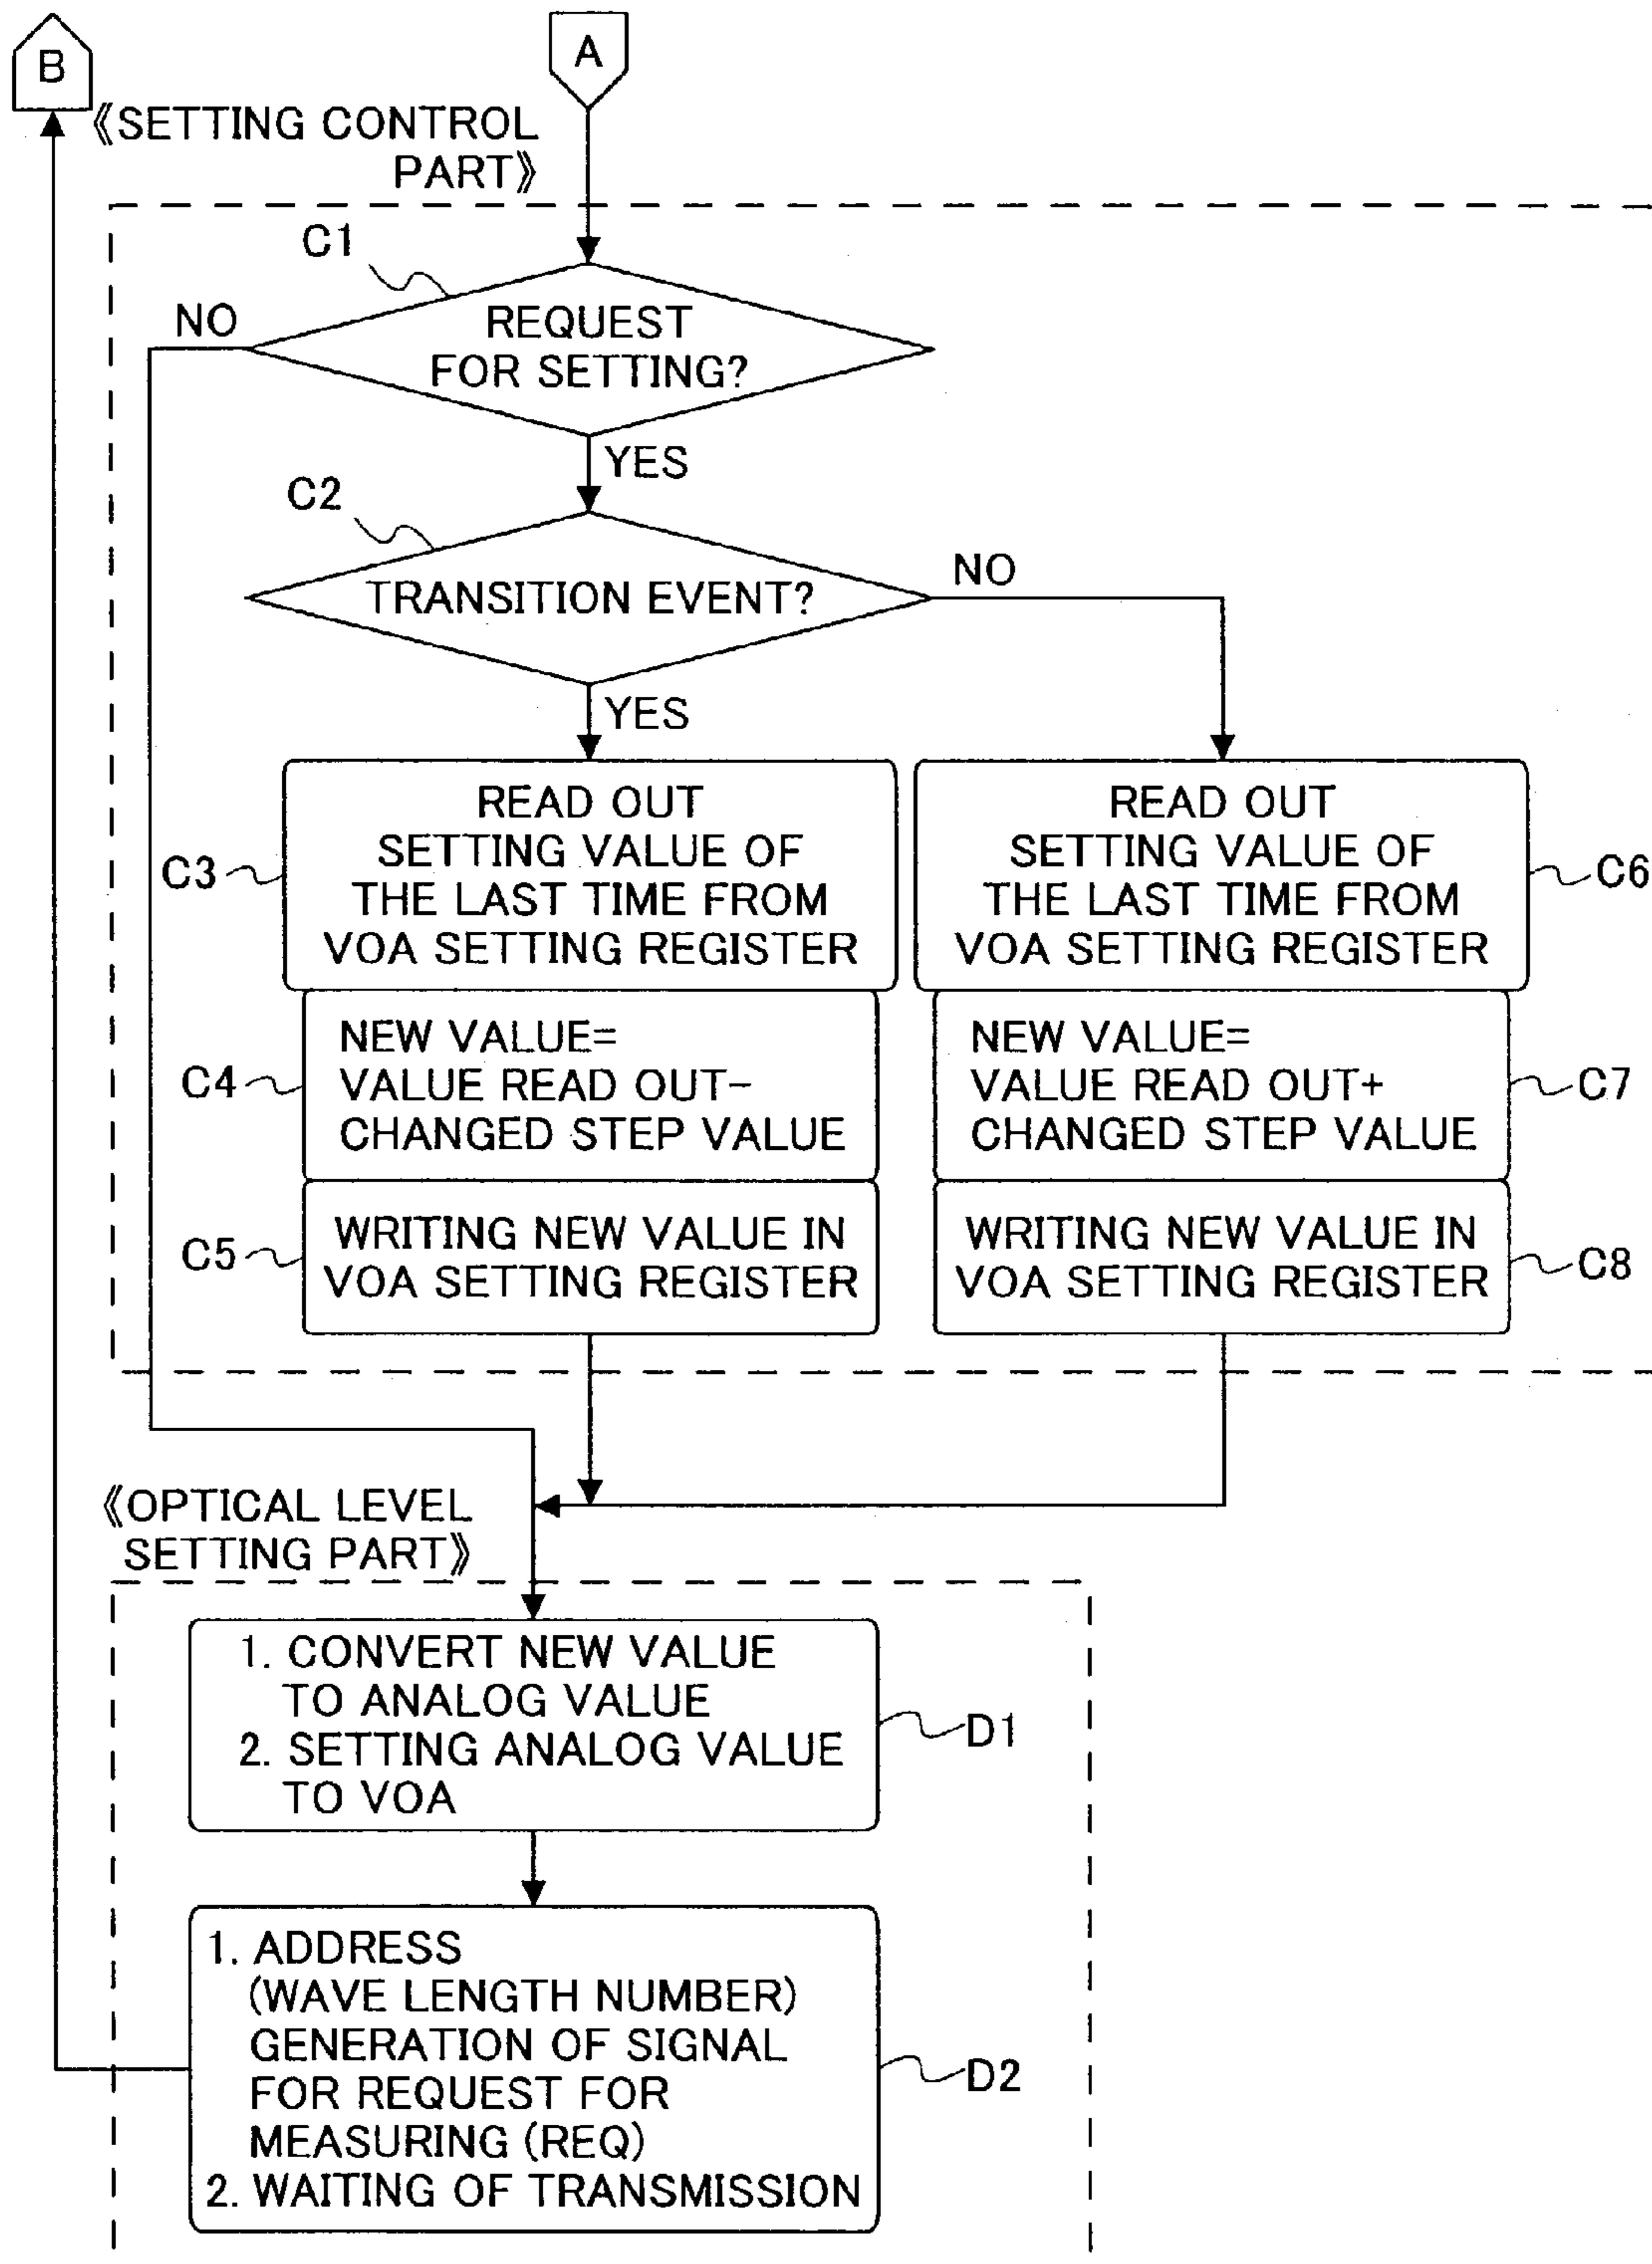 B
A
《SETTING CONTROL
PART》
C1
NO
REQUEST
FOR SETTING?
YES
C2
NO
TRANSITION EVENT?
YES
READ OUT
SETTING VALUE OF
THE LAST TIME FROM
VOA SETTING REGISTER
C3
READ OUT
SETTING VALUE OF
THE LAST TIME FROM
VOA SETTING REGISTER
C6
NEW VALUE=
VALUE READ OUT-
CHANGED STEP VALUE
C4
NEW VALUE=
VALUE READ OUT+
CHANGED STEP VALUE
C7
WRITING NEW VALUE IN
VOA SETTING REGISTER
C5
WRITING NEW VALUE IN
VOA SETTING REGISTER
C8
《OPTICAL LEVEL
SETTING PART》
1. CONVERT NEW VALUE
TO ANALOG VALUE
2. SETTING ANALOG VALUE
TO VOA
D1
1. ADDRESS
(WAVE LENGTH NUMBER)
GENERATION OF SIGNAL
FOR REQUEST FOR
MEASURING (REQ)
2. WAITING OF TRANSMISSION
D2